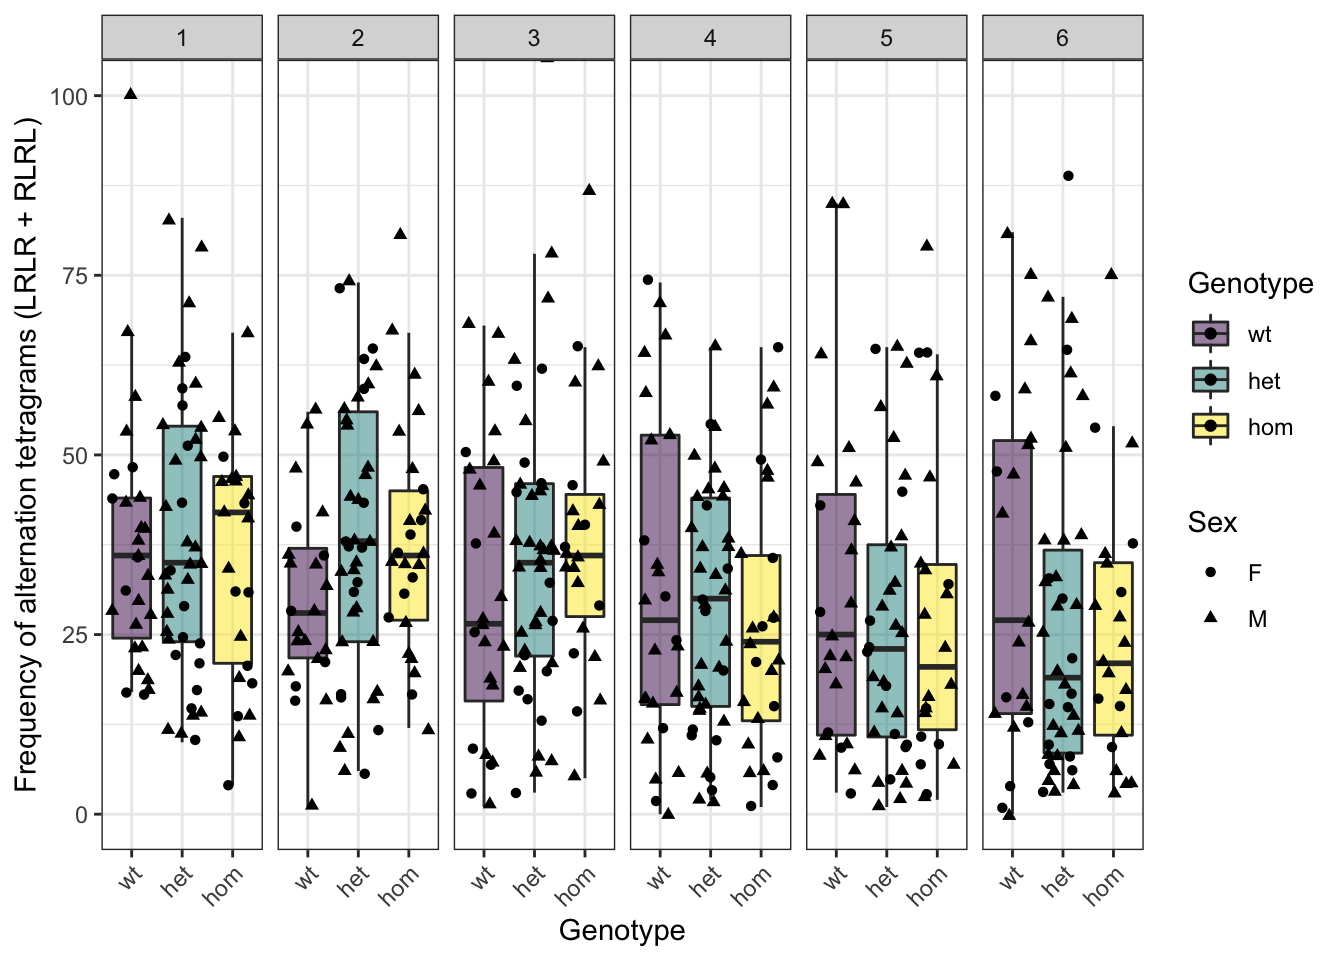 1 2 3 4 5 6
Frequency of alternation tetragrams (LRLR + RLRL)
100
75
50
25
0
wt het hom wt het hom wt het hom wt het hom wt het hom wt het hom
Genotype
Genotype
wt
het
hom
Sex
F
M